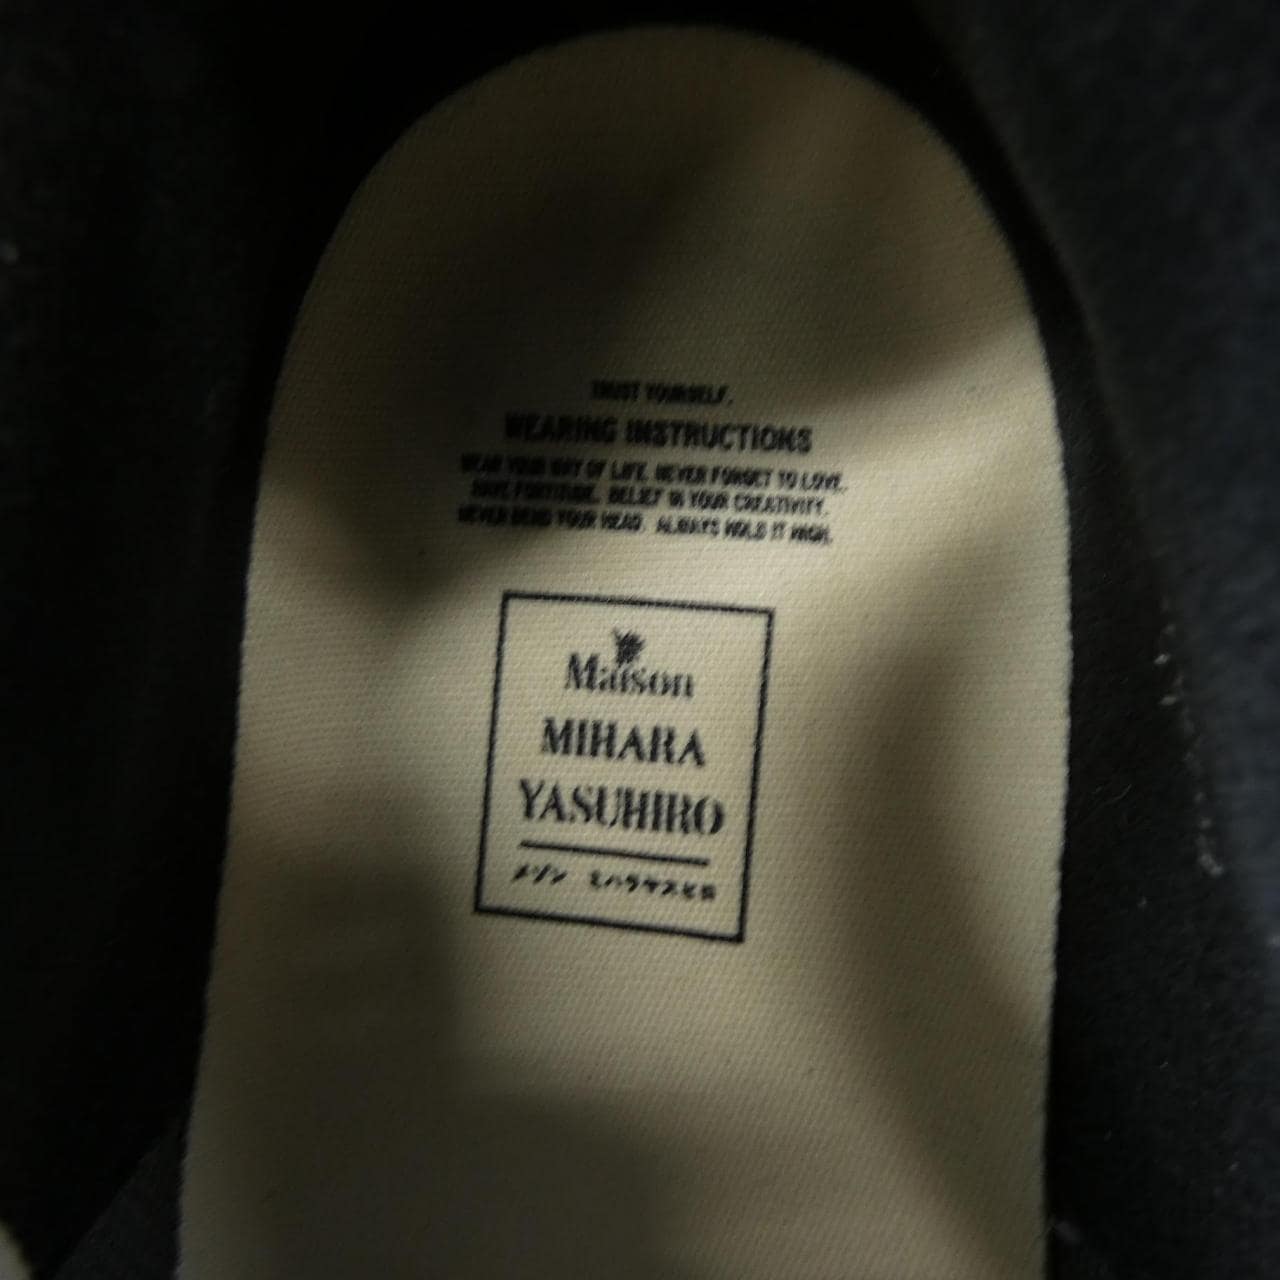 TRUST YOURSELF.
WEARING INSTRUCTIONS
WEAR YOUR WAY OF LIFE. NEVER FORGET TO LOVE.
HAVE FORTITUDE. BELIEF IN YOUR CREATIVITY.
NEVER BEND YOUR HEAD. ALWAYS HOLD IT HIGH.
Maison
MIHARA
YASUHIRO
メゾン ミハラヤスヒロ